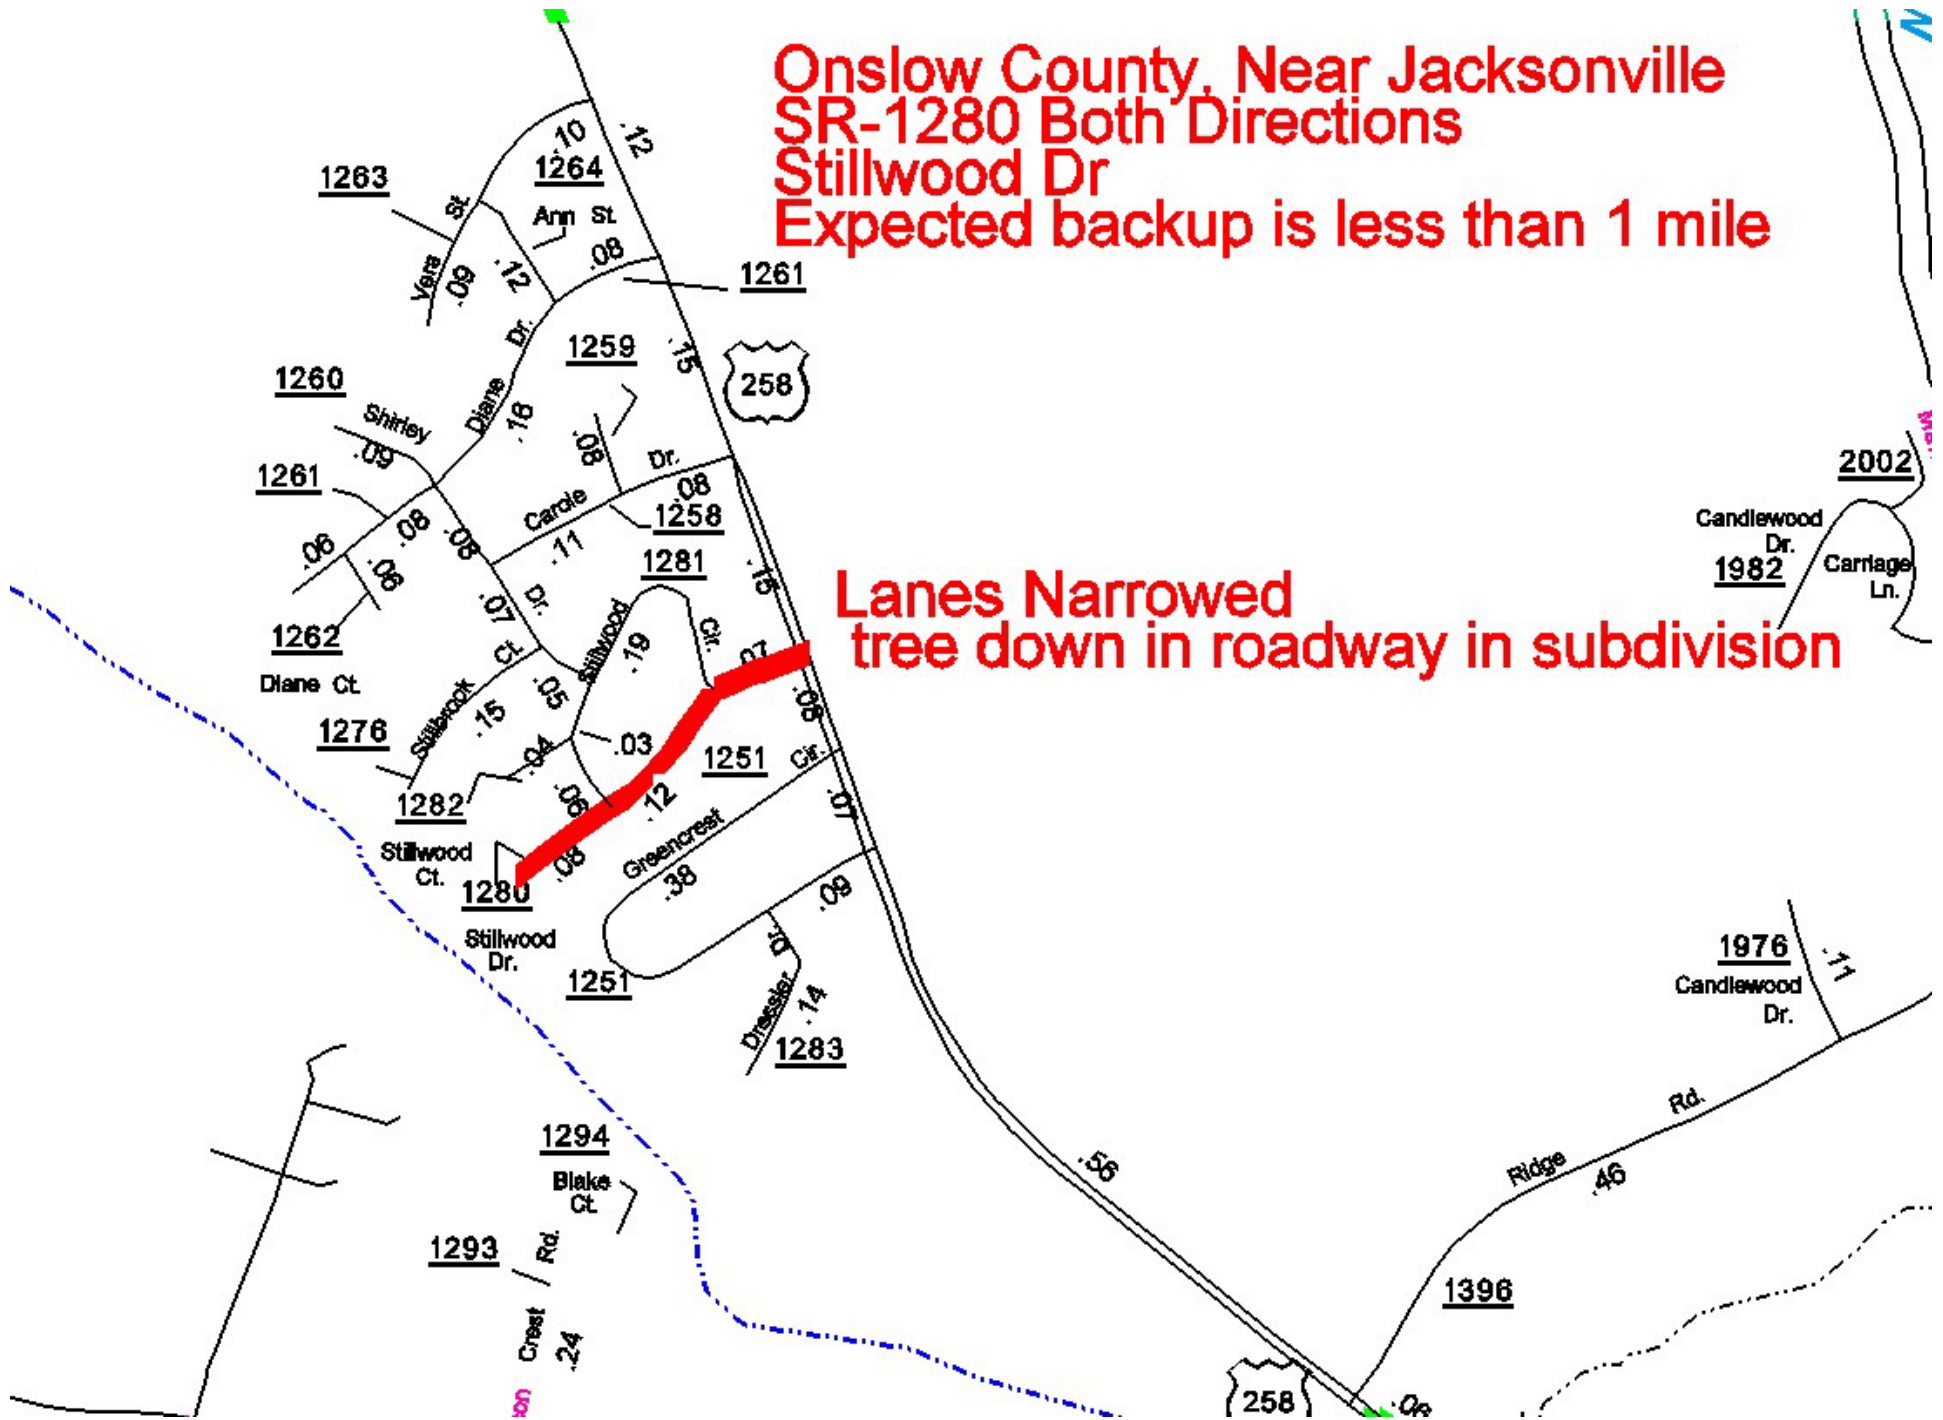 Onslow County, Near Jacksonville
SR-1280 Both Directions
Stillwood Dr
Expected backup is less than 1 mile
.10
.12
1264
1263
St.
Ann St.
Vera
.09
.12
.08
1261
Dr.
1259
.15
258
1260
Shirley
.09
Diane
.16
.08
Dr.
.08
1261
Carole
1258
.08
.08
.11
.06
.06
1281
.15
2002
Candlewood
Dr.
1982
Carriage
Ln.
Lanes Narrowed
tree down in roadway in subdivision
.07
Dr.
1262
Diane Ct.
Ct.
Stillwood
.19
Cir.
.07
Stillbrook
.15
.05
.08
1276
.04
.03
1251
Cir.
1282
.06
.12
.07
Stillwood
Ct.
.08
Greencrest
.38
.09
1280
Stillwood
Dr.
1251
Dr.
Dressler
.14
1283
1976
.11
Candlewood
Dr.
1294
Blake
Ct.
.56
Rd.
Ridge
.46
1293
Rd.
Crest
.24
1396
258
.06